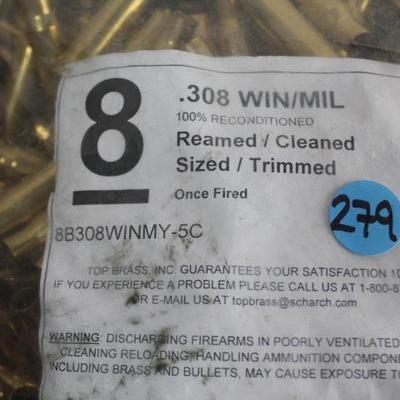 8
.308 WIN/MIL
100% RECONDITIONED
Reamed / Cleaned
Sized / Trimmed
Once Fired
279
8B308WINMY-5C
TOP BRASS, INC. GUARANTEES YOUR SATISFACTION 10
IF YOU EXPERIENCE A PROBLEM PLEASE CALL US AT 1-800-8
OR E-MAIL US AT topbrass@scharch.com
WARNING: DISCHARGING FIREARMS IN POORLY VENTILATED
CLEANING RELOADING, HANDLING AMMUNITION COMPONE
INCLUDING BRASS AND BULLETS, MAY CAUSE EXPOSURE TO